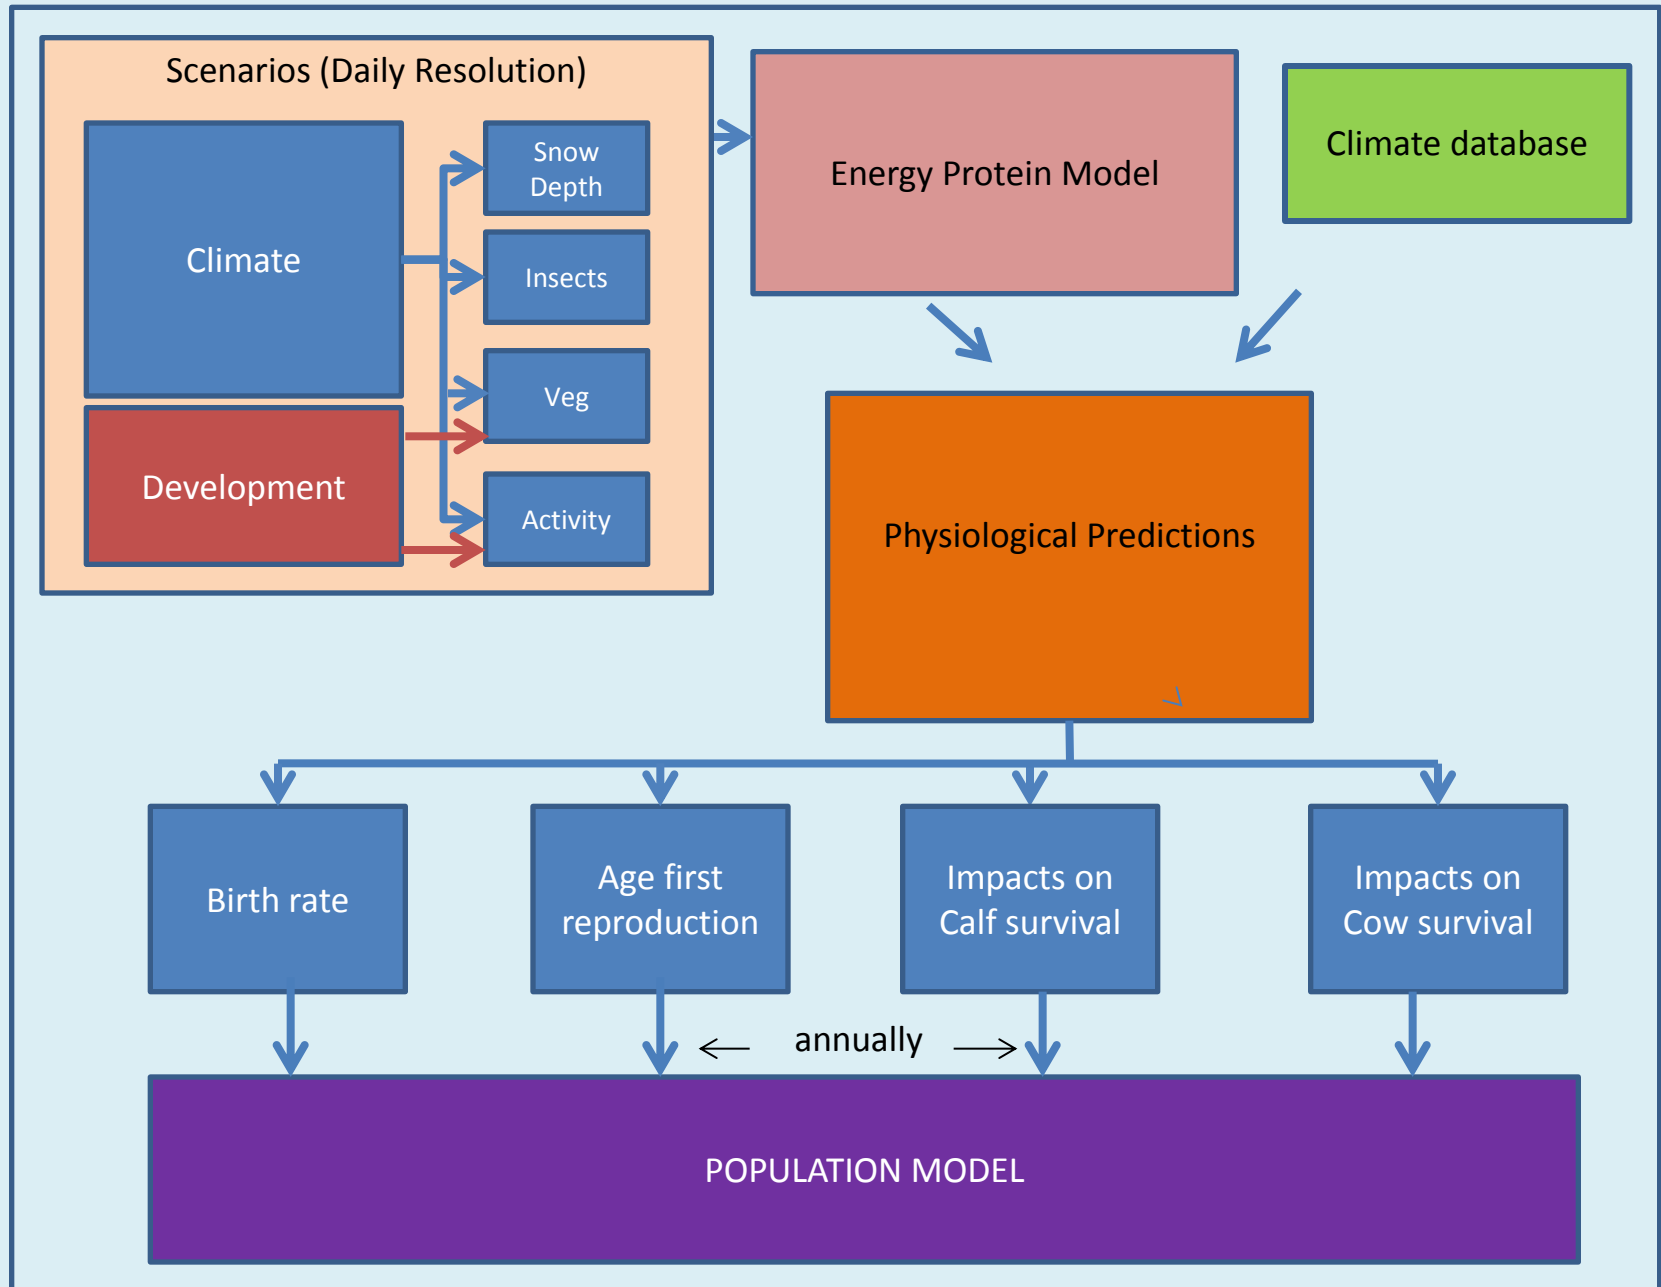 Scenarios (Daily Resolution)
Climate
Development
Snow
Depth
Insects
Veg
Activity
Energy Protein Model
Climate database
Physiological Predictions
Birth rate
Age first
reproduction
Impacts on
Calf survival
Impacts on
Cow survival
annually
POPULATION MODEL